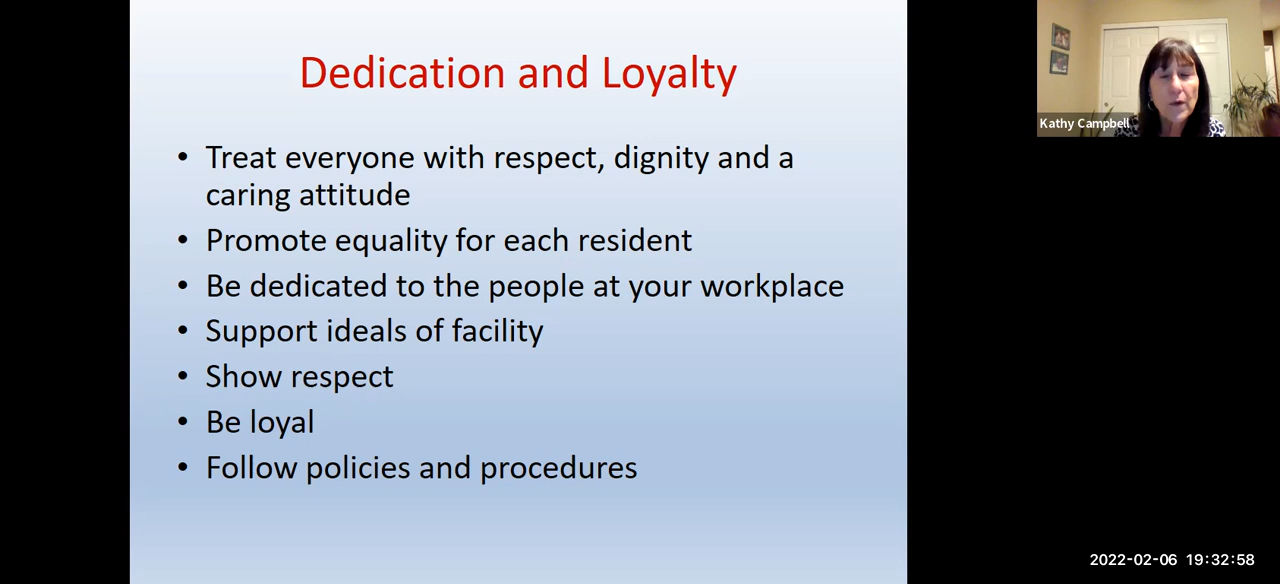 Dedication and Loyalty
• Treat everyone with respect, dignity and a
caring attitude
• Promote equality for each resident
• Be dedicated to the people at your workplace
• Support ideals of facility
• Show respect
• Be loyal
• Follow policies and procedures
Kathy Campbell
2022-02-06 19:32:58